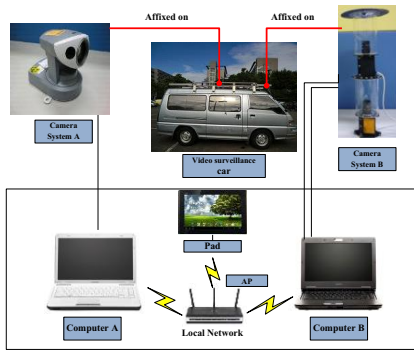 Affixed on
Affixed on
Camera
System A
Video surveillance
car
Camera
System B
Pad
AP
Computer A
Local Network
Computer B